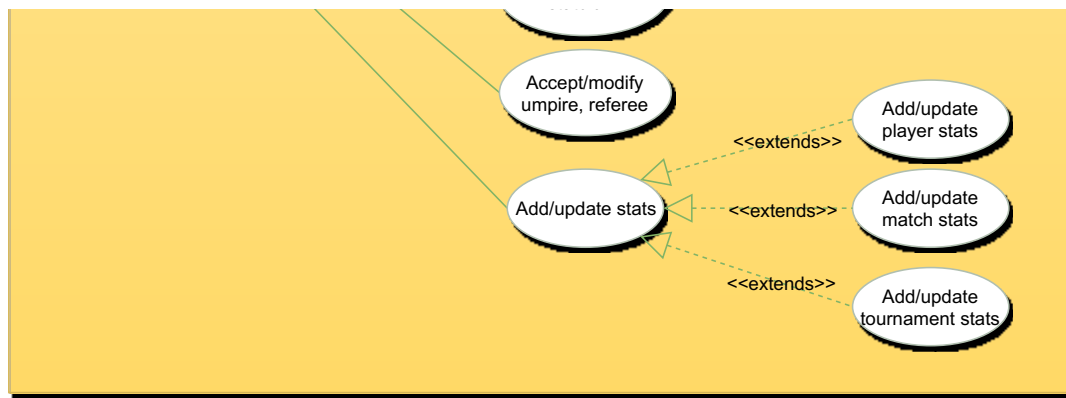 Accept/modify
umpire, referee
Add/update
player stats
<<extends>>
Add/update stats
<<extends>>
Add/update
match stats
<<extends>>
Add/update
tournament stats